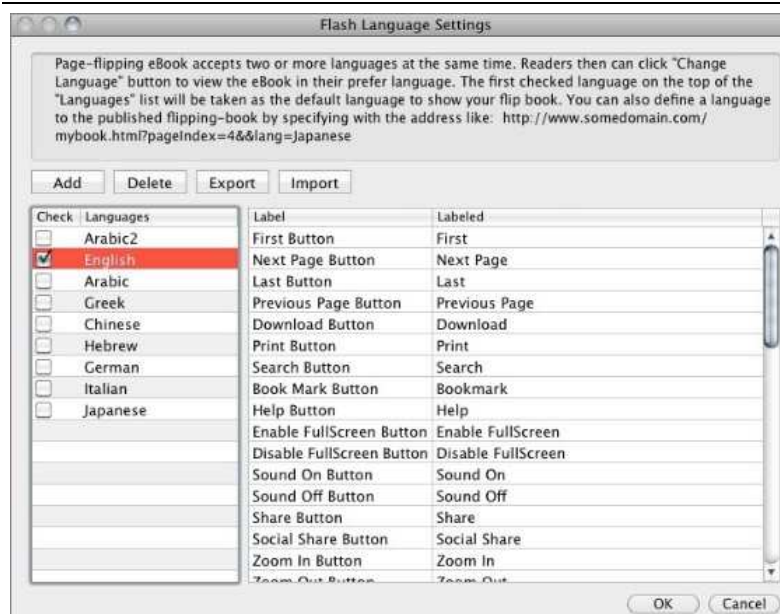 Flash Language Settings
Page-flipping eBook accepts two or more languages at the same time. Readers then can click "Change
Language" button to view the eBook in their prefer language. The first checked language on the top of the
"Languages" list will be taken as the default language to show your flip book. You can also define a language
to the published flipping-book by specifying with the address like: http://www.somedomain.com/
mybook.html?pageIndex=4&&lang=Japanese
Add Delete Export Import
Check Languages Label Labeled
Arabic2 First Button First
English Next Page Button Next Page
Arabic Last Button Last
Greek Previous Page Button Previous Page
Chinese Download Button Download
Hebrew Print Button Print
German Search Button Search
Italian Book Mark Button Bookmark
Japanese Help Button Help
Enable FullScreen Button Enable FullScreen
Disable FullScreen Button Disable FullScreen
Sound On Button Sound On
Sound Off Button Sound Off
Share Button Share
Social Share Button Social Share
Zoom In Button Zoom In
Zoom Out Button Zoom Out
OK Cancel